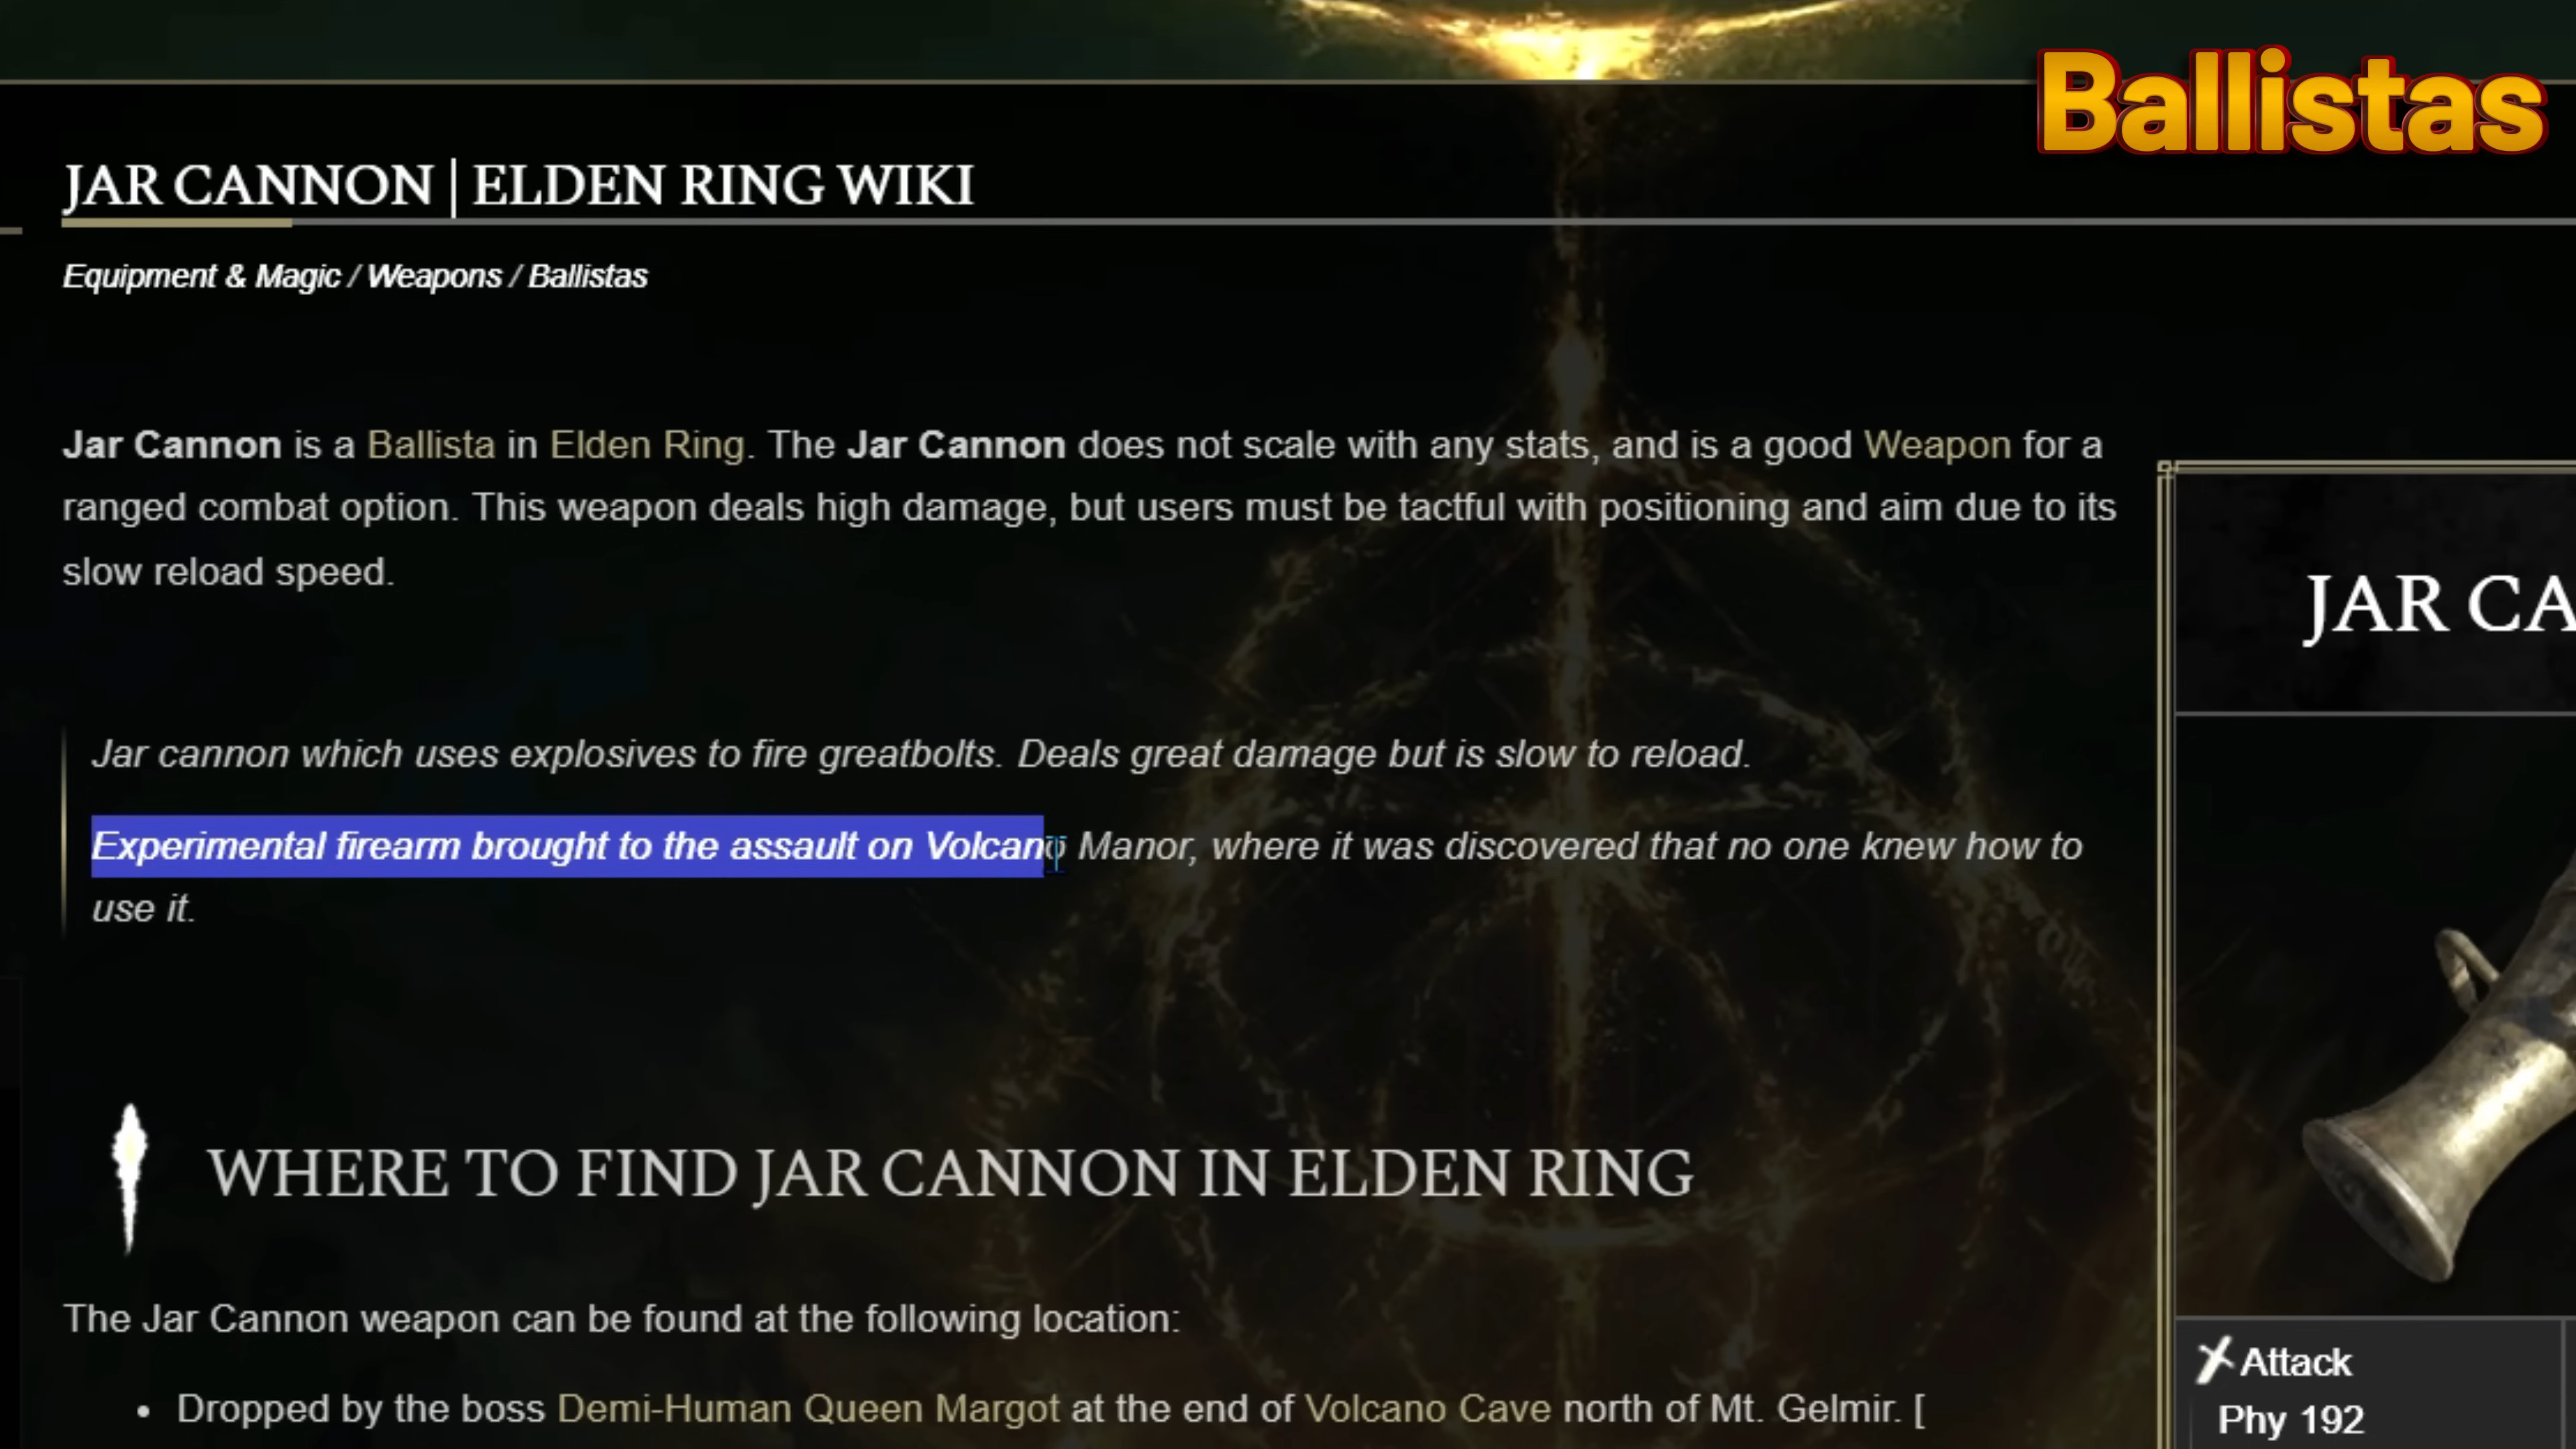 Ballistas
JAR CANNON | ELDEN RING WIKI
Equipment & Magic / Weapons / Ballistas
Jar Cannon is a Ballista in Elden Ring. The Jar Cannon does not scale with any stats, and is a good Weapon for a
ranged combat option. This weapon deals high damage, but users must be tactful with positioning and aim due to its
slow reload speed.
JAR CA
Jar cannon which uses explosives to fire greatbolts. Deals great damage but is slow to reload.
Experimental firearm brought to the assault on Volcano Manor, where it was discovered that no one knew how to
use it.
WHERE TO FIND JAR CANNON IN ELDEN RING
The Jar Cannon weapon can be found at the following location:
• Dropped by the boss Demi-Human Queen Margot at the end of Volcano Cave north of Mt. Gelmir. [
Attack
Phy 192